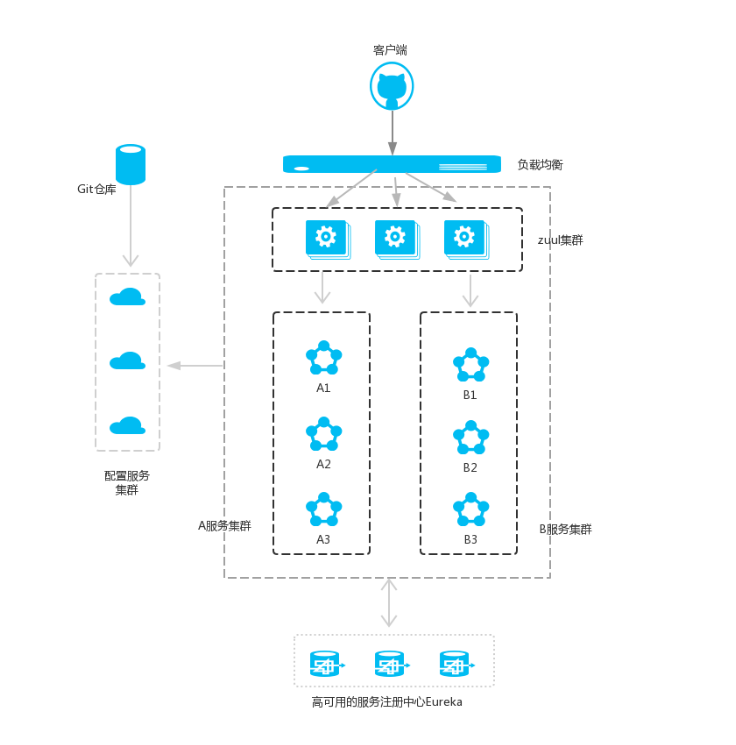 客户端
负载均衡
Git仓库
zuul集群
A1
B1
A2
B2
配置服务
集群
A服务集群
A3
B3
B服务集群
高可用的服务注册中心Eureka